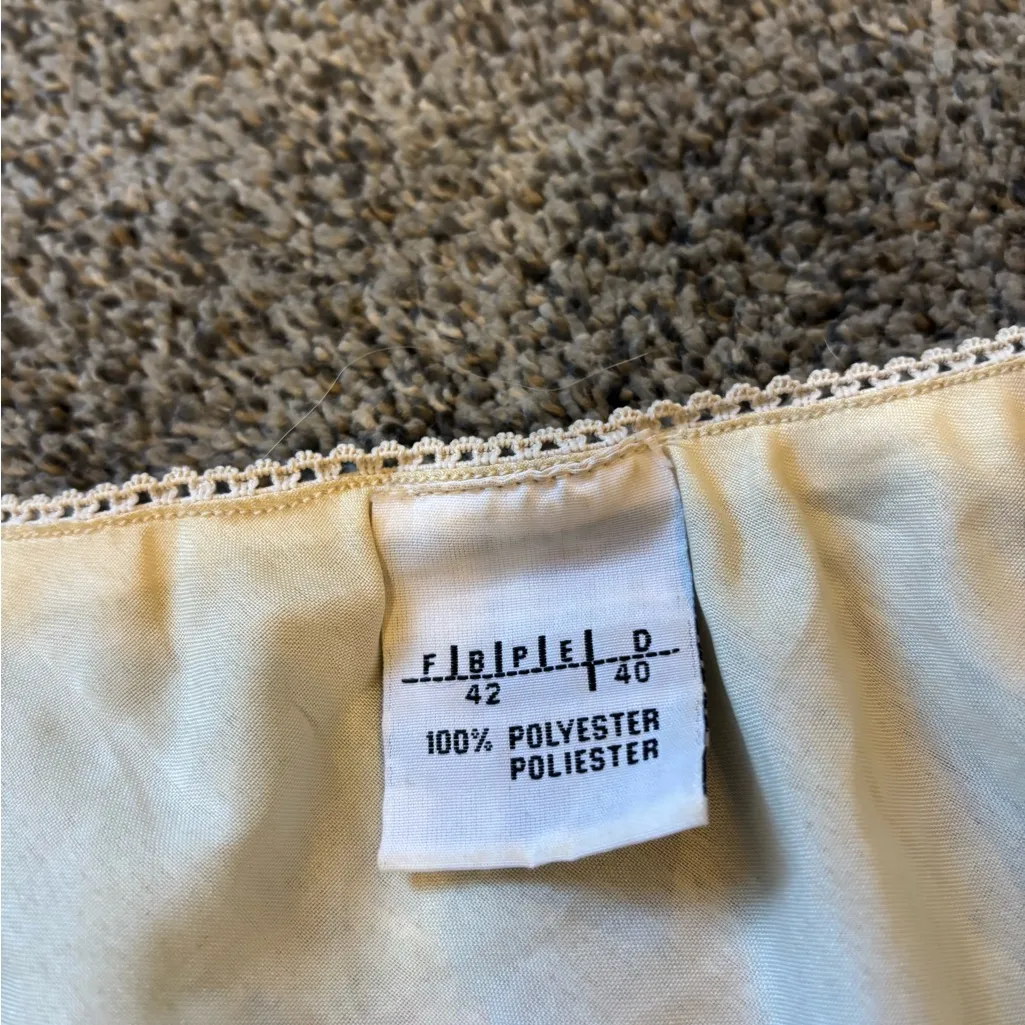 F B P E D
42 40
100% POLYESTER
POLIESTER